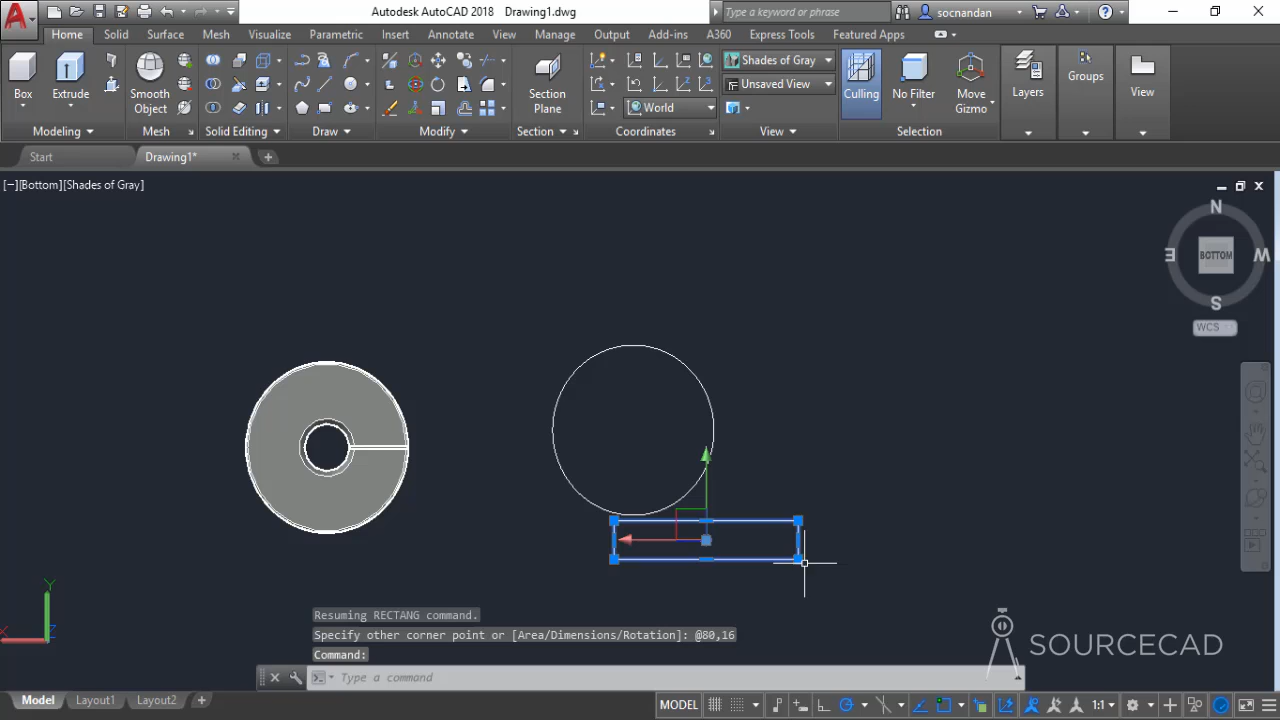 Autodesk AutoCAD 2018 Drawing1.dwg
Type a keyword or phrase
socnandan
Home Solid Surface Mesh Visualize Parametric Insert Annotate View Manage Output Add-ins A360 Express Tools Featured Apps
Box
Extrude
Smooth
Object
Section
Plane
Shades of Gray
Unsaved View
World
Culling
No Filter
Move
Gizmo
Layers
Groups
View
Modeling
Mesh
Solid Editing
Draw
Modify
Section
Coordinates
View
Selection
Start
Drawing1*
[−][Bottom][Shades of Gray]
N
E
BOTTOM
W
S
WCS
Y
X
Z
Resuming RECTANG command.
Specify other corner point or [Area/Dimensions/Rotation]: @80,16
Command:
Type a command
SOURCECAD
Model Layout1 Layout2
MODEL
1:1